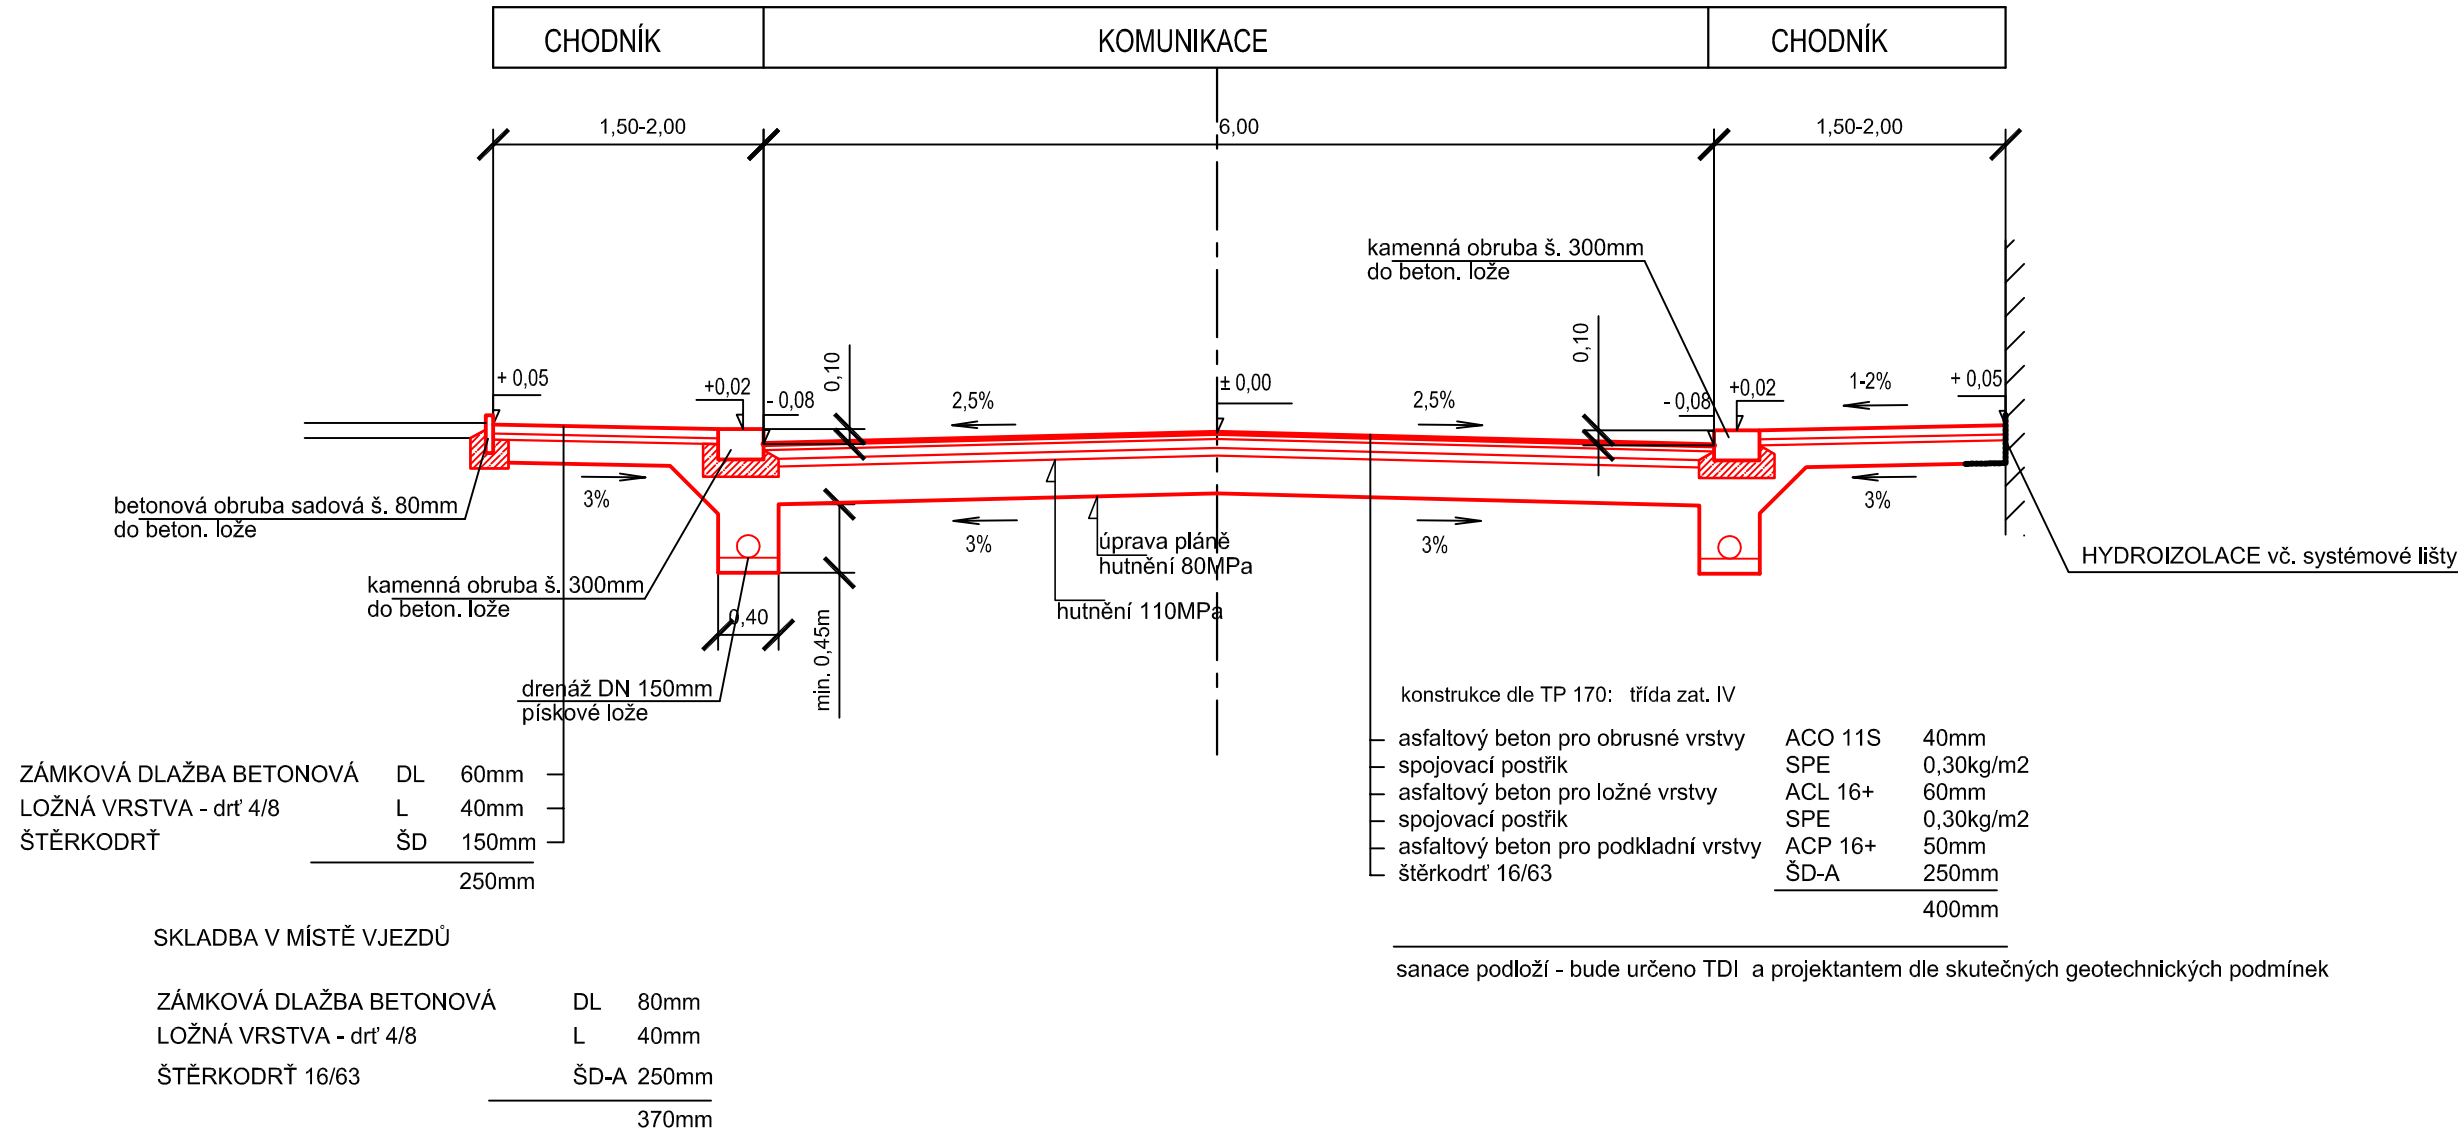 CHODNÍK KOMUNIKACE CHODNÍK
1,50-2,00 6,00 1,50-2,00
kamenná obruba š. 300mm
do beton. lože
0,10 0,10
+ 0,05 +0,02 - 0,08 2,5% ± 0,00 2,5% - 0,08 +0,02 1-2% + 0,05
3% 3% 3% 3%
betonová obruba sadová š. 80mm
do beton. lože
úprava pláně
hutnění 80MPa
HYDROIZOLACE vč. systémové lišty
kamenná obruba š. 300mm
do beton. lože
hutnění 110MPa
0,40
min. 0,45m
drenáž DN 150mm
pískové lože
konstrukce dle TP 170: třída zat. IV
asfaltový beton pro obrusné vrstvy ACO 11S 40mm
spojovací postřik SPE 0,30kg/m2
asfaltový beton pro ložné vrstvy ACL 16+ 60mm
spojovací postřik SPE 0,30kg/m2
asfaltový beton pro podkladní vrstvy ACP 16+ 50mm
štěrkodrť 16/63 ŠD-A 250mm
400mm
sanace podloží - bude určeno TDI a projektantem dle skutečných geotechnických podmínek
ZÁMKOVÁ DLAŽBA BETONOVÁ DL 60mm
LOŽNÁ VRSTVA - drť 4/8 L 40mm
ŠTĚRKODRŤ ŠD 150mm
250mm
SKLADBA V MÍSTĚ VJEZDŮ
ZÁMKOVÁ DLAŽBA BETONOVÁ DL 80mm
LOŽNÁ VRSTVA - drť 4/8 L 40mm
ŠTĚRKODRŤ 16/63 ŠD-A 250mm
370mm